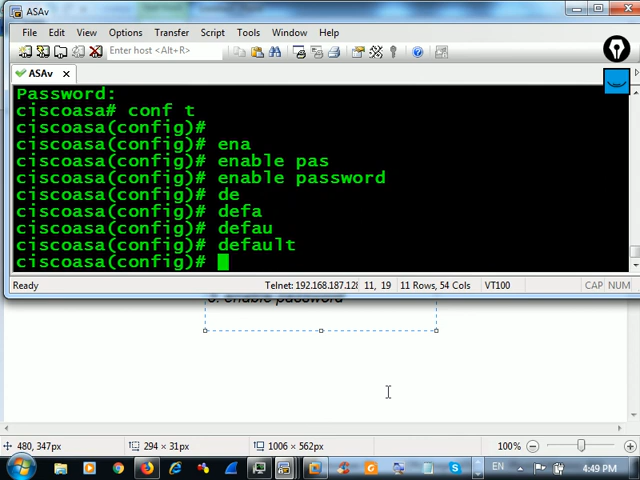 ASAv
File Edit View Options Transfer Script Tools Window Help
Enter host <Alt+R>
ASAv
Password:
ciscoasa# conf t
ciscoasa(config)#
ciscoasa(config)# ena
ciscoasa(config)# enable pas
ciscoasa(config)# enable password
ciscoasa(config)# de
ciscoasa(config)# defa
ciscoasa(config)# defau
ciscoasa(config)# default
ciscoasa(config)#
Ready Telnet: 192.168.187.128 11, 19 11 Rows, 54 Cols VT100 CAP NUM
enable password
480, 347px 294 × 31px 1006 × 562px 100%
EN 4:49 PM